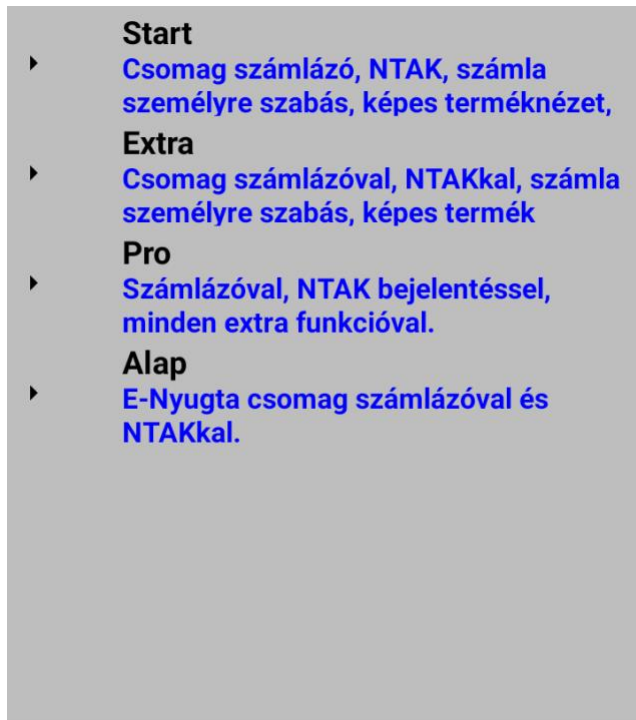 Start
Csomag számlázó, NTAK, számla
személyre szabás, képes terméknézet,
Extra
Csomag számlázóval, NTAKkal, számla
személyre szabás, képes termék
Pro
Számlázóval, NTAK bejelentéssel,
minden extra funkcióval.
Alap
E-Nyugta csomag számlázóval és
NTAKkal.